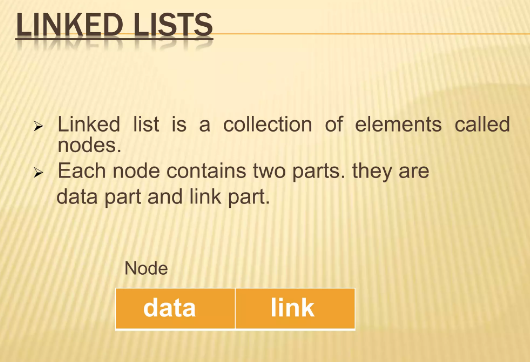 LINKED LISTS
➢ Linked list is a collection of elements called
nodes.
➢ Each node contains two parts. they are
data part and link part.
Node
data link